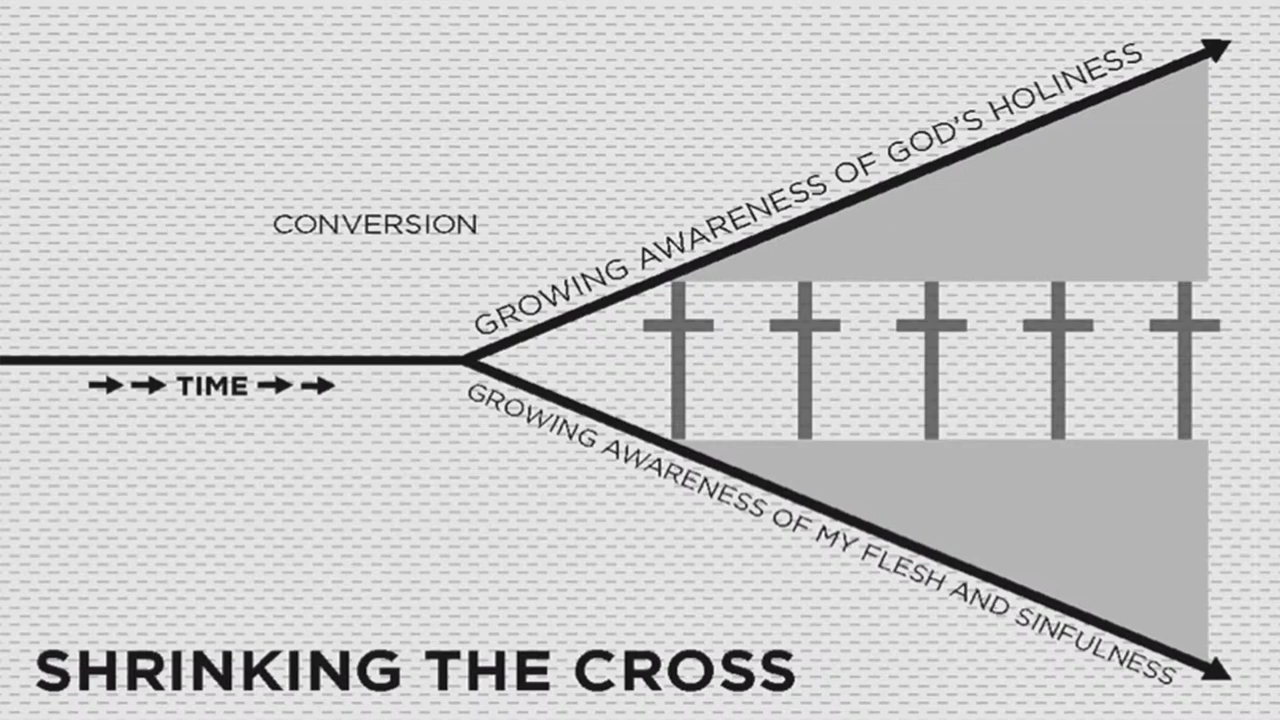 GROWING AWARENESS OF GOD'S HOLINESS
CONVERSION
TIME
GROWING AWARENESS OF MY FLESH AND SINFULNESS
SHRINKING THE CROSS